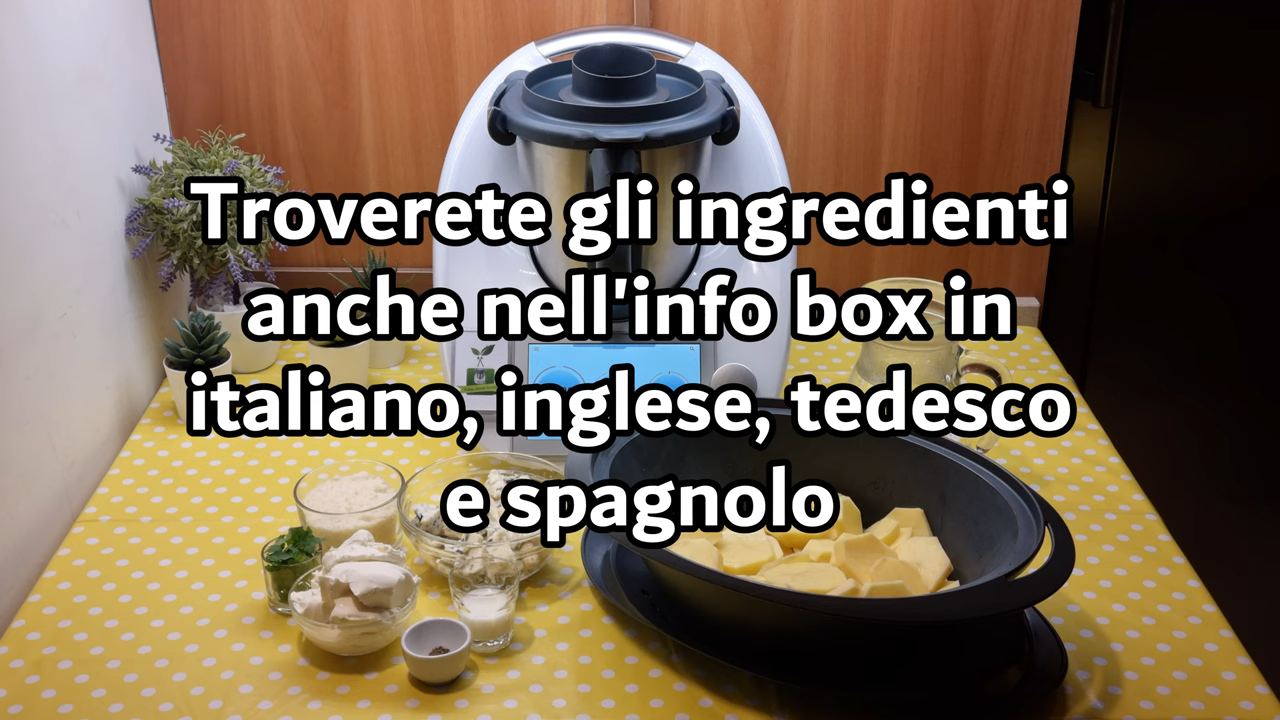 Troverete gli ingredienti
anche nell'info box in
italiano, inglese, tedesco
e spagnolo